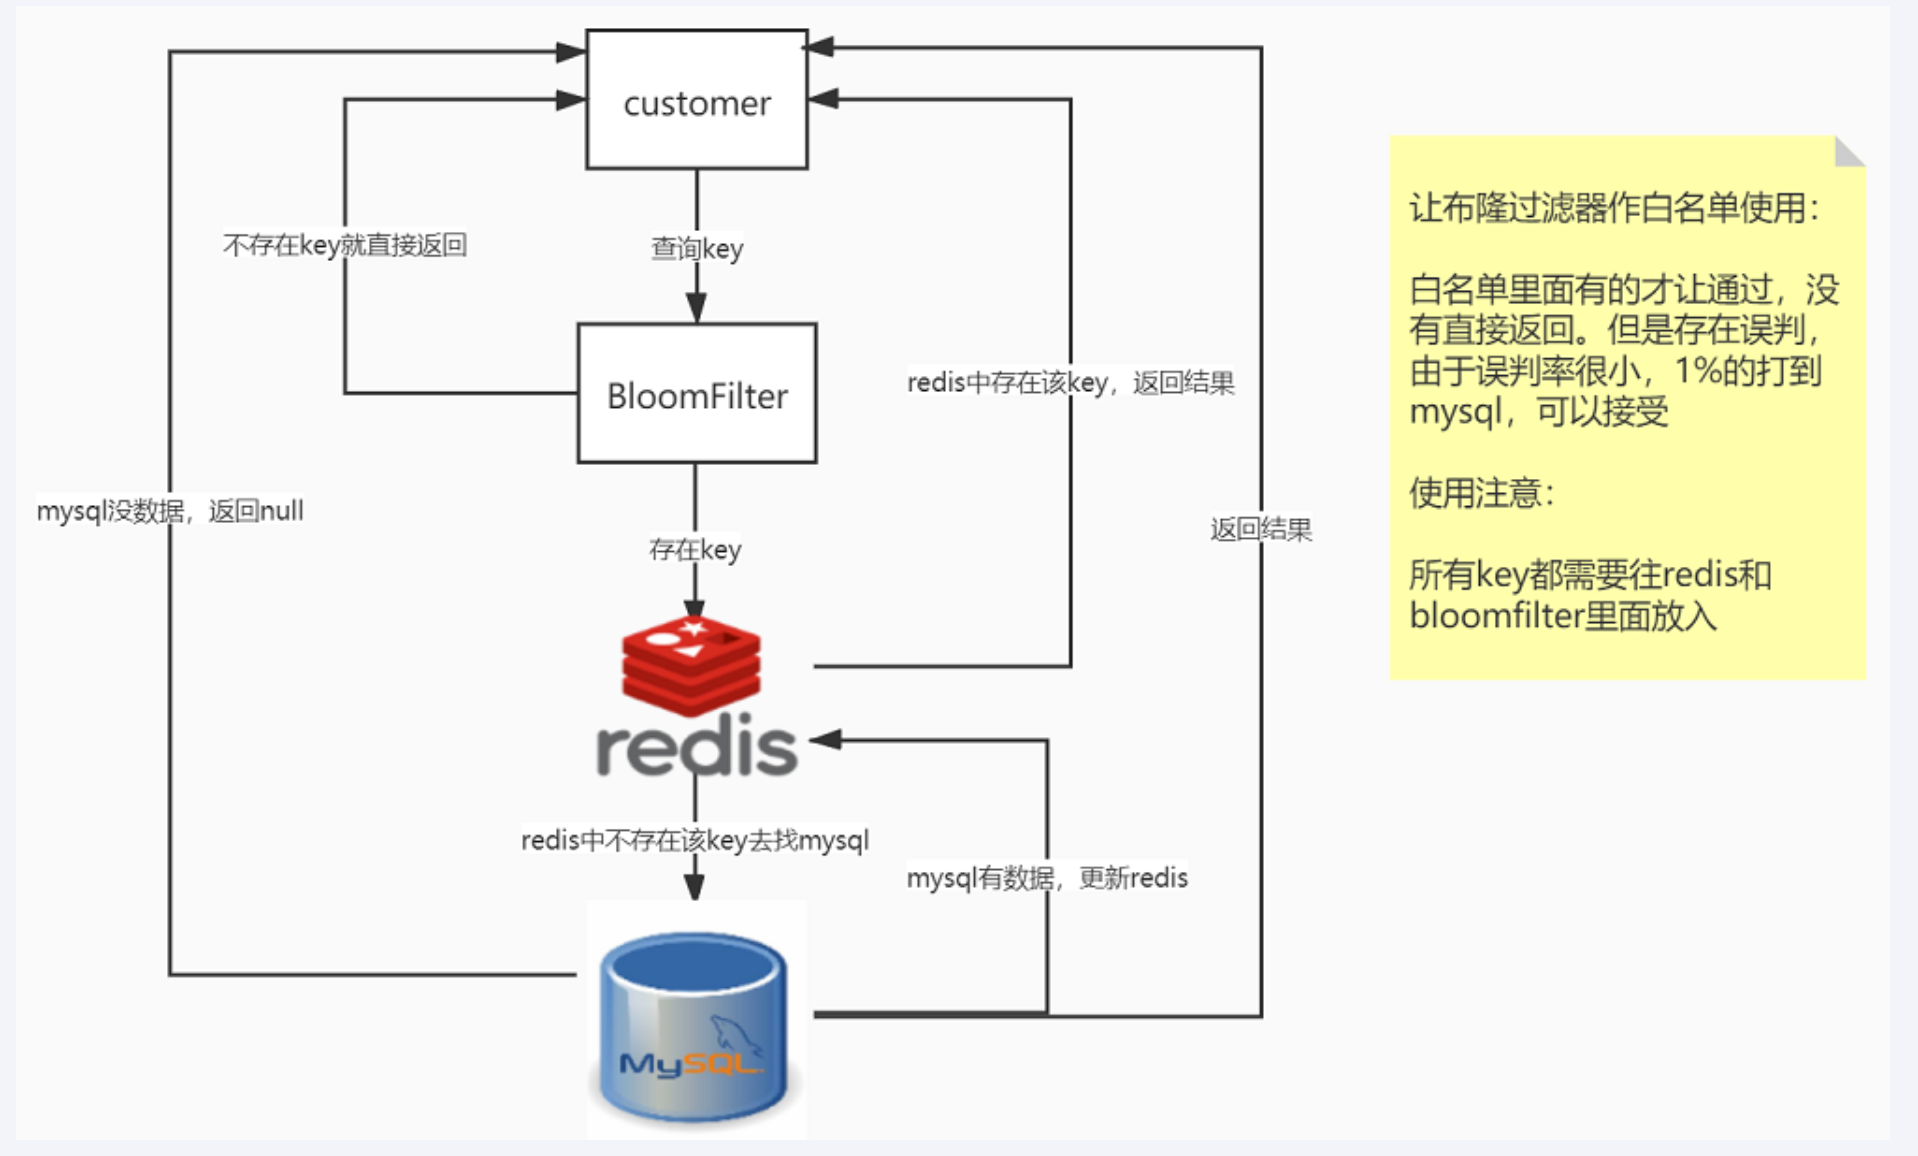 customer
不存在key就直接返回
查询key
BloomFilter
redis中存在该key，返回结果
mysql没数据，返回null
存在key
返回结果
redis
redis中不存在该key去找mysql
mysql有数据，更新redis
MySQL
让布隆过滤器作白名单使用：
白名单里面有的才让通过，没
有直接返回。但是存在误判，
由于误判率很小，1%的打到
mysql，可以接受
使用注意：
所有key都需要往redis和
bloomfilter里面放入